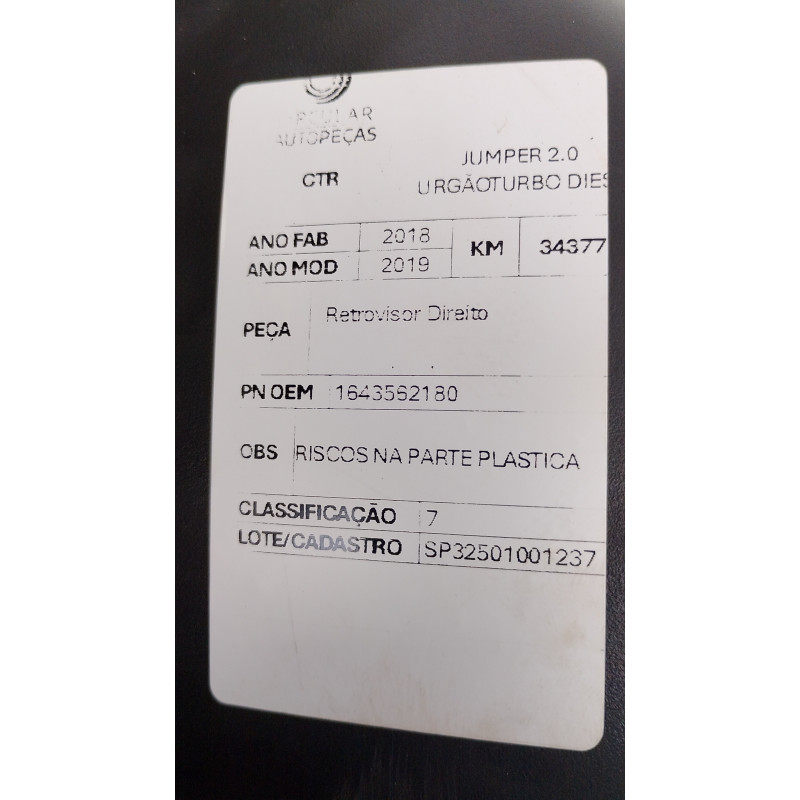 AUTOPEÇAS
CTR
JUMPER 2.0
URGÃOTURBO DIES
ANO FAB 2018 KM 34377
ANO MOD 2019
PEÇA Retrovisor Direito
PN OEM 1643562180
OBS RISCOS NA PARTE PLASTICA
CLASSIFICAÇÃO 7
LOTE/CADASTRO SP32501001237